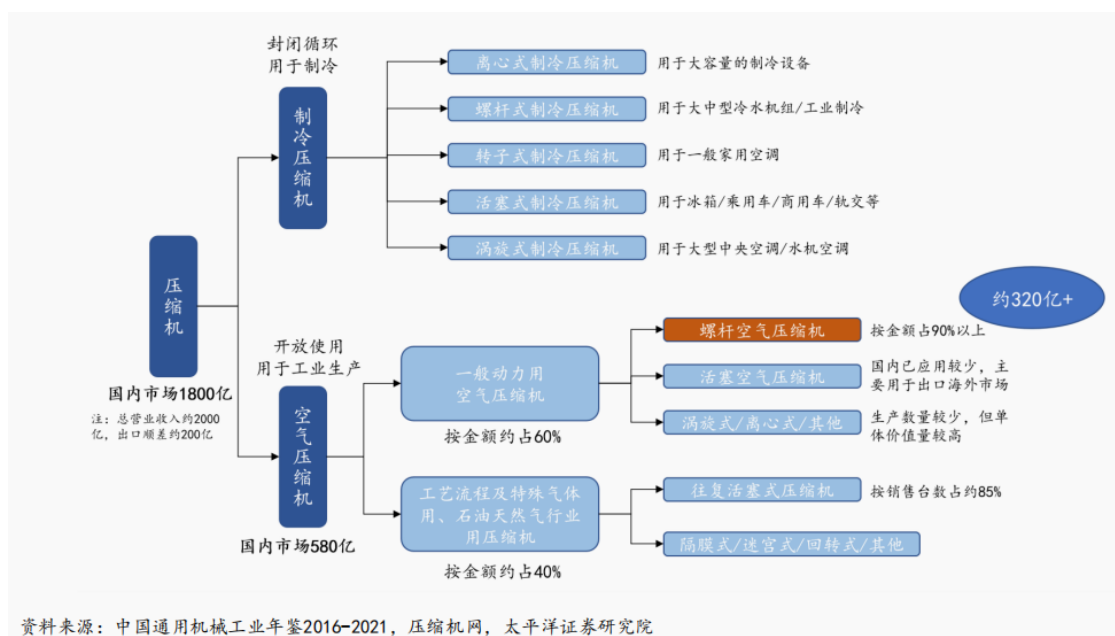 封闭循环
用于制冷
制冷压缩机
离心式制冷压缩机
用于大容量的制冷设备
螺杆式制冷压缩机
用于大中型冷水机组/工业制冷
转子式制冷压缩机
用于一般家用空调
活塞式制冷压缩机
用于冰箱/乘用车/商用车/轨交等
涡旋式制冷压缩机
用于大型中央空调/水机空调
压缩机
国内市场1800亿
注：总营业收入约2000
亿，出口顺差约200亿
开放使用
用于工业生产
空气压缩机
国内市场580亿
一般动力用
空气压缩机
按金额约占60%
约320亿+
螺杆空气压缩机
按金额占90%以上
活塞空气压缩机
国内已应用较少，主
要用于出口海外市场
涡旋式/离心式/其他
生产数量较少，但单
体价值量较高
工艺流程及特殊气体
用、石油天然气行业
用压缩机
按金额约占40%
往复活塞式压缩机
按销售台数占约85%
隔膜式/迷宫式/回转式/其他
资料来源：中国通用机械工业年鉴2016-2021，压缩机网，太平洋证券研究院